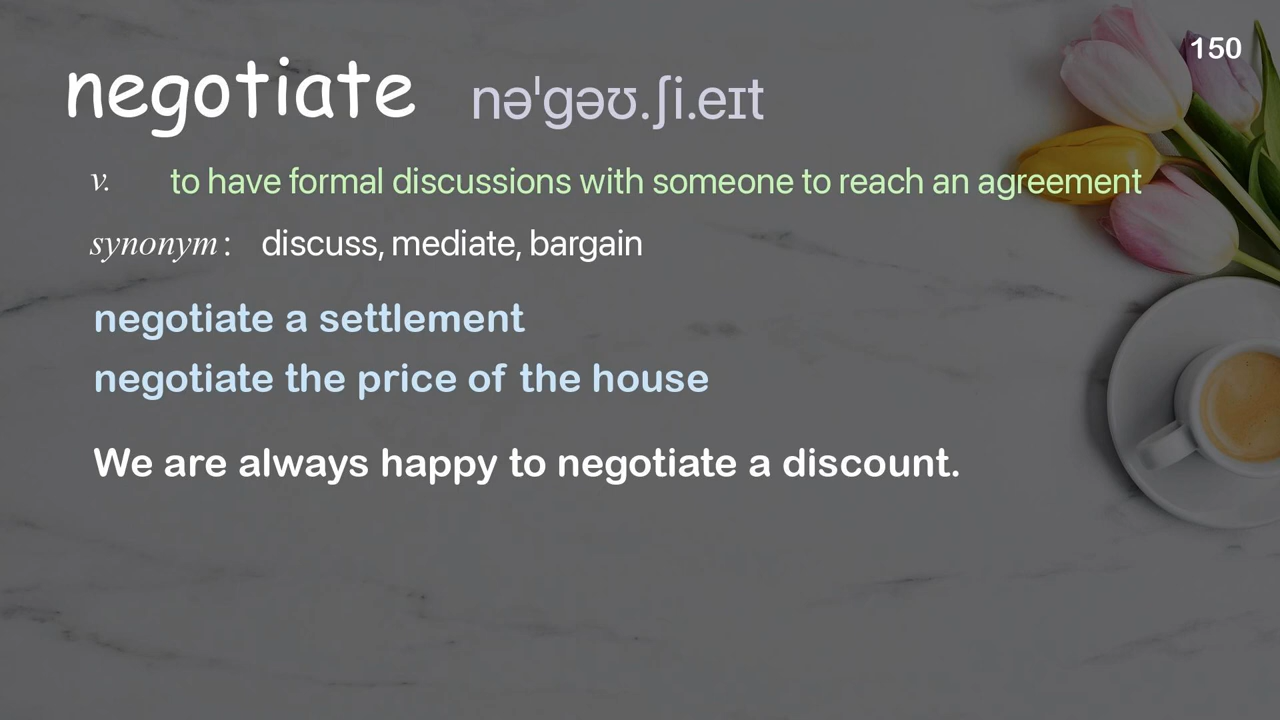 150
negotiate nəˈgəʊ.ʃi.eɪt
v. to have formal discussions with someone to reach an agreement
synonym: discuss, mediate, bargain
negotiate a settlement
negotiate the price of the house
We are always happy to negotiate a discount.